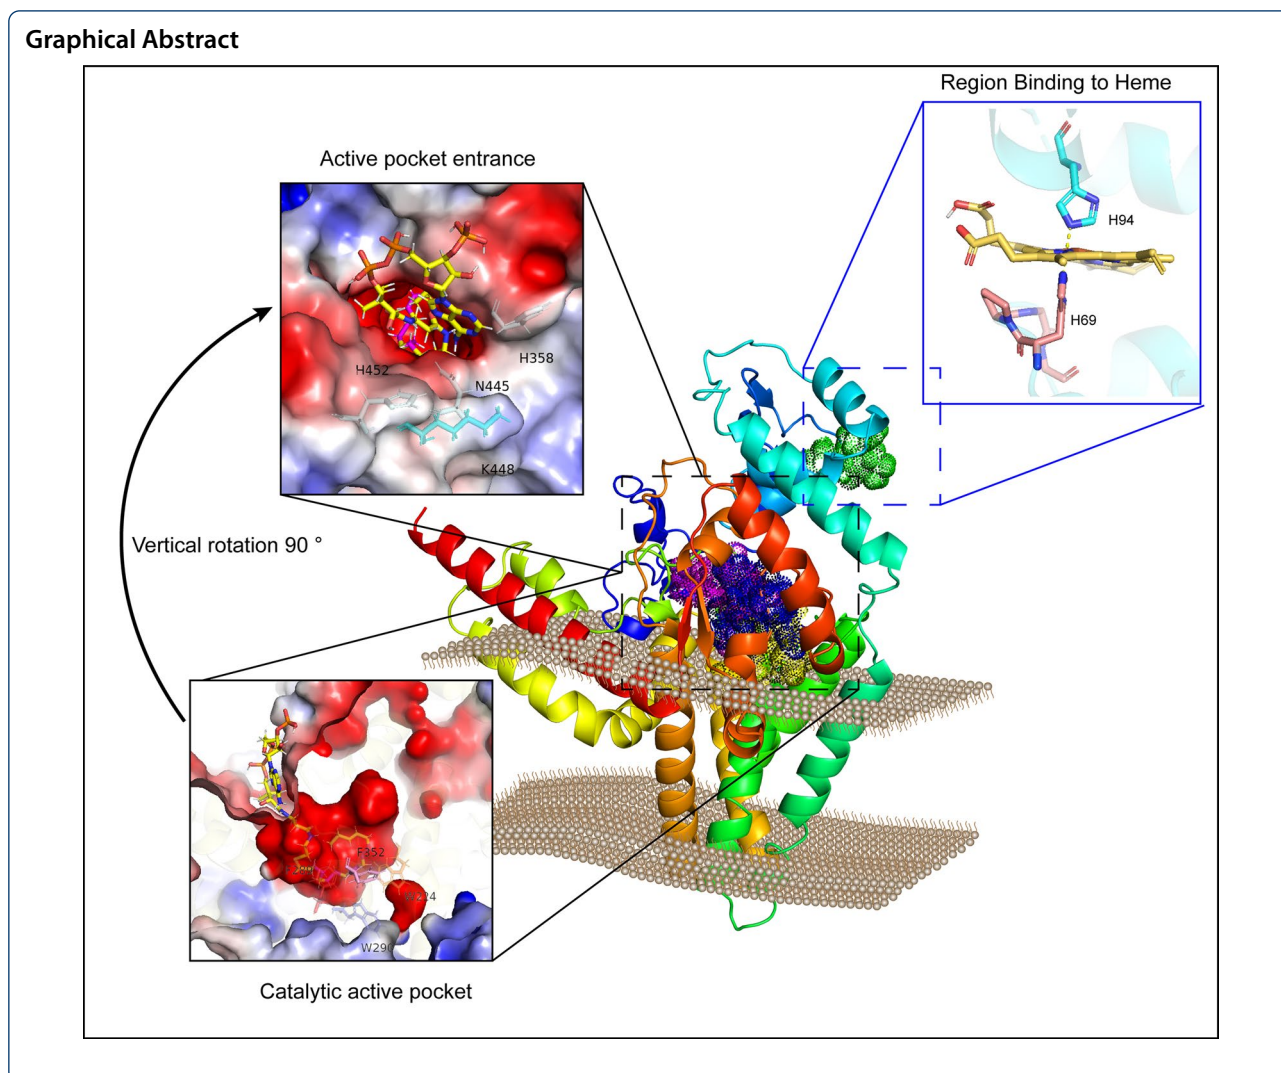 Graphical Abstract
Region Binding to Heme
H94
H69
Active pocket entrance
H358
H452
N445
K448
Vertical rotation 90 °
F352
W290
Catalytic active pocket